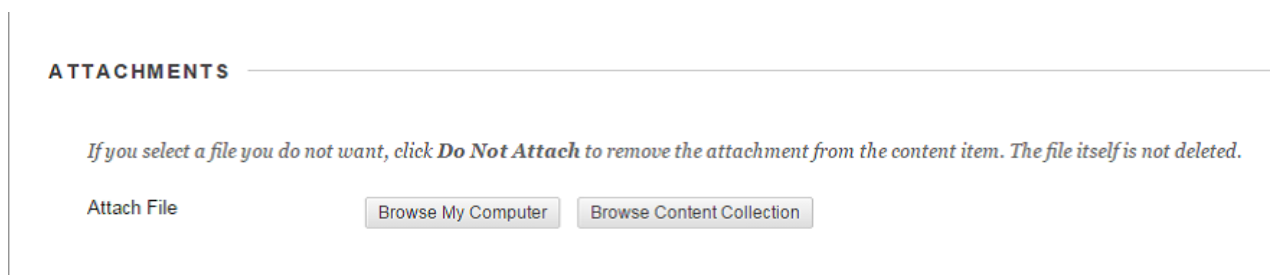 ATTACHMENTS
If you select a file you do not want, click Do Not Attach to remove the attachment from the content item. The file itself is not deleted.
Attach File Browse My Computer Browse Content Collection